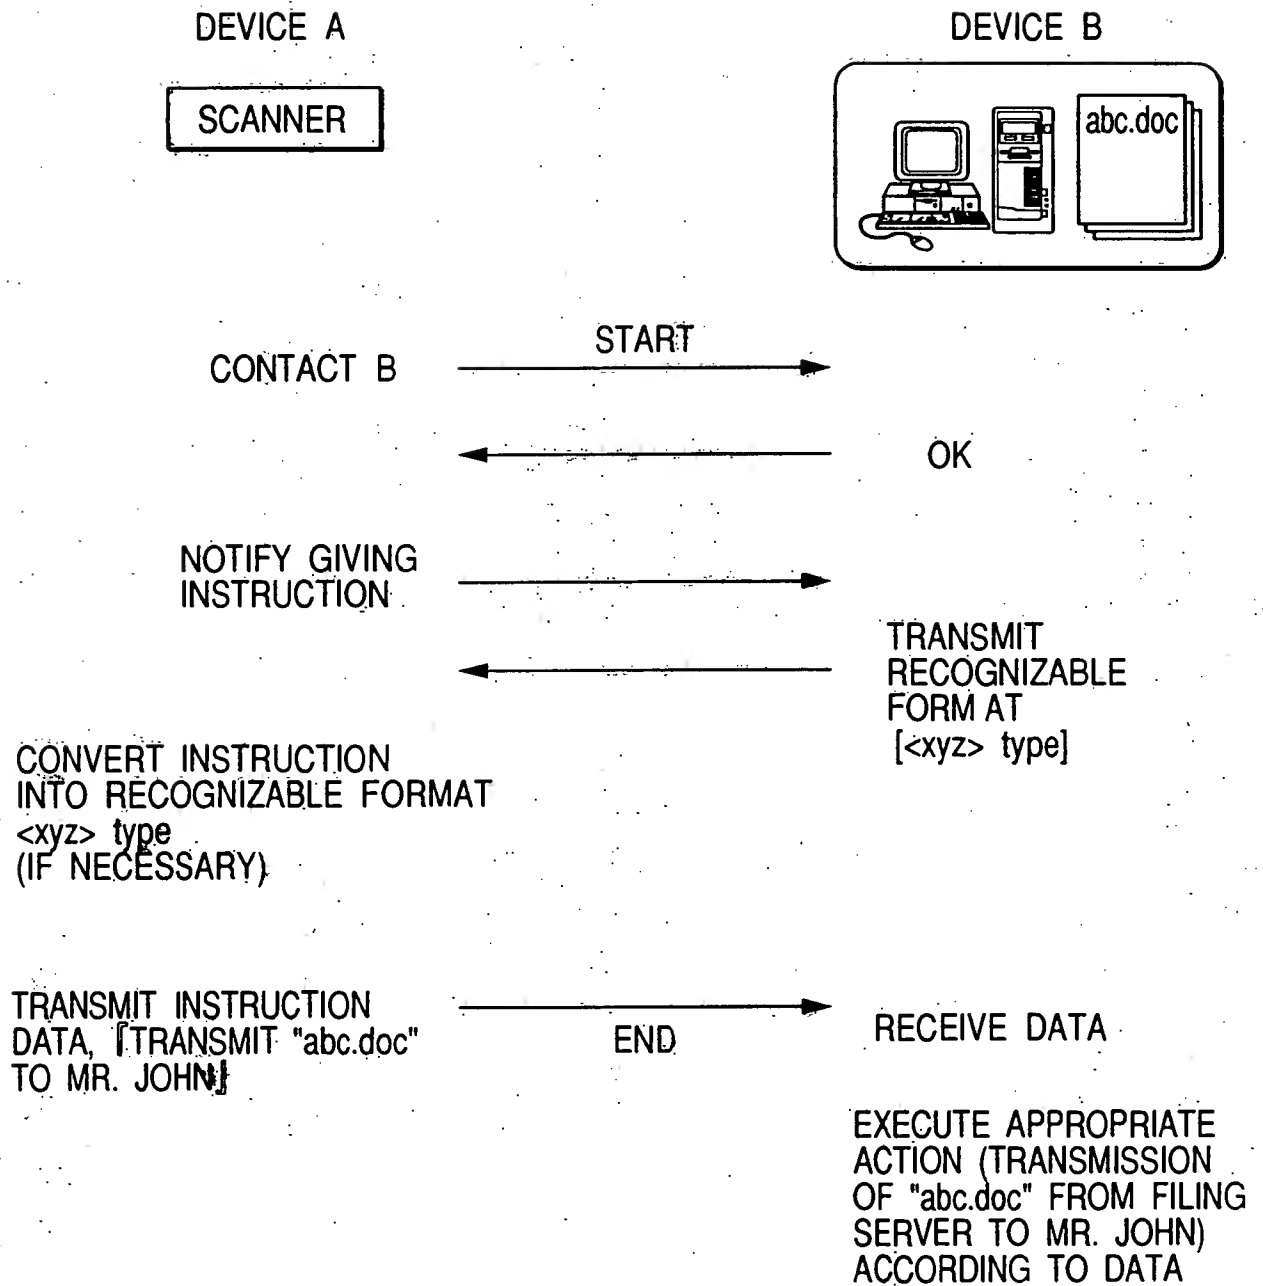 DEVICE A
DEVICE B
SCANNER
abc.doc
START
CONTACT B
OK
NOTIFY GIVING
INSTRUCTION
TRANSMIT
RECOGNIZABLE
FORM AT
[<xyz> type]
CONVERT INSTRUCTION
INTO RECOGNIZABLE FORMAT
<xyz> type
(IF NECESSARY)
TRANSMIT INSTRUCTION
DATA, 『TRANSMIT "abc.doc"
TO MR. JOHN』
END
RECEIVE DATA
EXECUTE APPROPRIATE
ACTION (TRANSMISSION
OF "abc.doc" FROM FILING
SERVER TO MR. JOHN)
ACCORDING TO DATA